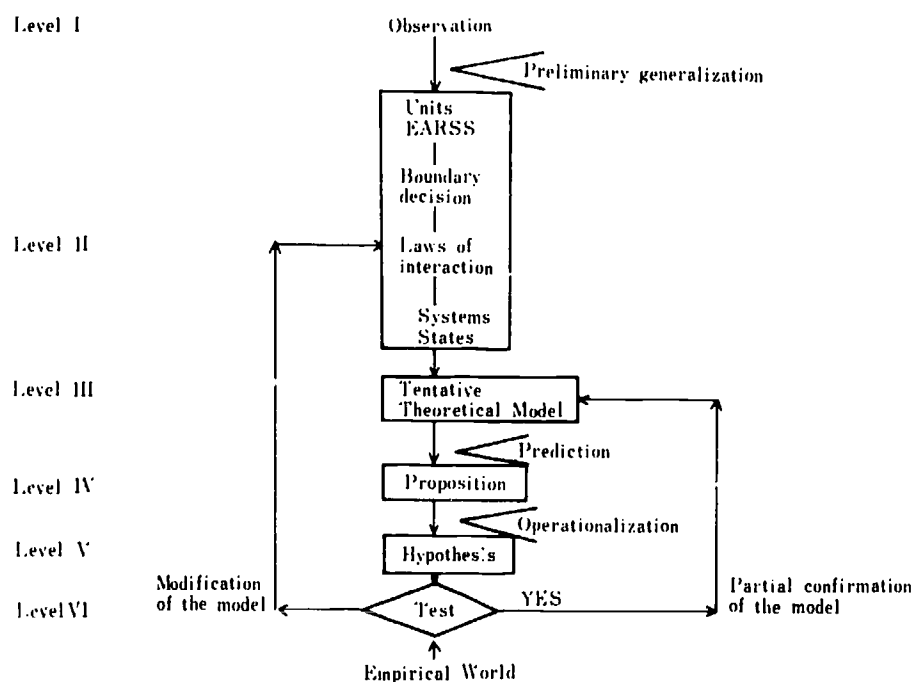 Level I
Observation
Preliminary generalization
Units
EARSS
Boundary
decision
Level II
Laws of
interaction
Systems
States
Level III
Tentative
Theoretical Model
Prediction
Level IV
Proposition
Operationalization
Level V
Hypothesis
Modification
of the model
Level VI
Test
YES
Partial confirmation
of the model
Empirical World